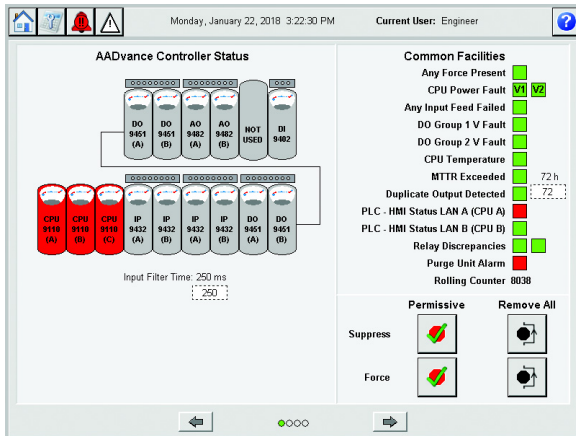 Monday, January 22, 2018 3:22:30 PM
Current User: Engineer
?
AADvance Controller Status
DO 9451 (A)
DO 9451 (B)
AO 9482 (A)
AO 9482 (B)
NOT USED
DI 9402
CPU 9110 (A)
CPU 9110 (B)
CPU 9110 (C)
IP 9432 (A)
IP 9432 (B)
IP 9432 (A)
IP 9432 (B)
DO 9451 (A)
DO 9451 (B)
Input Filter Time: 250 ms
250
Common Facilities
Any Force Present
CPU Power Fault V1 V2
Any Input Feed Failed
DO Group 1 V Fault
DO Group 2 V Fault
CPU Temperature
MTTR Exceeded 72 h
Duplicate Output Detected 72
PLC - HMI Status LAN A (CPU A)
PLC - HMI Status LAN B (CPU B)
Relay Discrepancies
Purge Unit Alarm
Rolling Counter 8038
Permissive Remove All
Suppress
Force